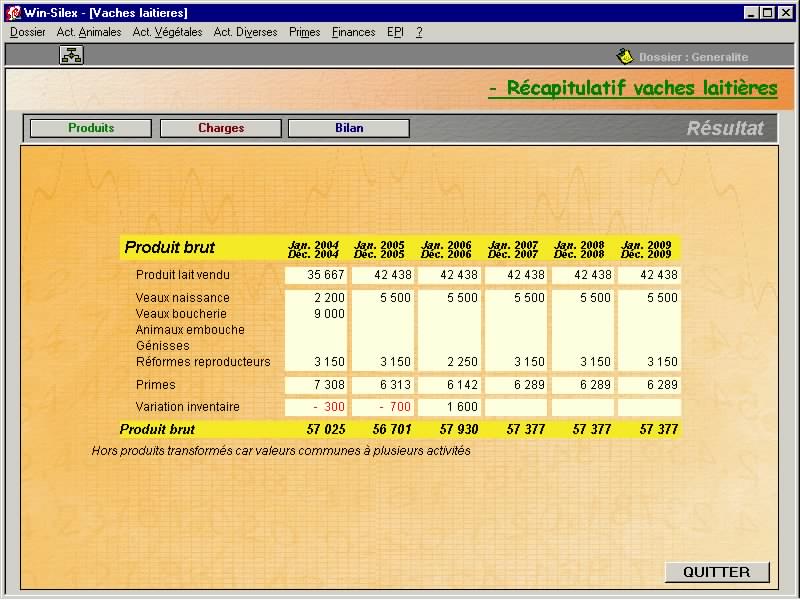 Win-Silex - [Vaches laitieres]
Dossier Act. Animales Act. Végétales Act. Diverses Primes Finances EPI ?
Dossier : Generalite
- Récapitulatif vaches laitières
Produits Charges Bilan Résultat
Produit brut Jan. 2004 Jan. 2005 Jan. 2006 Jan. 2007 Jan. 2008 Jan. 2009
Déc. 2004 Déc. 2005 Déc. 2006 Déc. 2007 Déc. 2008 Déc. 2009
Produit lait vendu 35 667 42 438 42 438 42 438 42 438 42 438
Veaux naissance 2 200 5 500 5 500 5 500 5 500 5 500
Veaux boucherie 9 000
Animaux embouche
Génisses
Réformes reproducteurs 3 150 3 150 2 250 3 150 3 150 3 150
Primes 7 308 6 313 6 142 6 289 6 289 6 289
Variation inventaire - 300 - 700 1 600
Produit brut 57 025 56 701 57 930 57 377 57 377 57 377
Hors produits transformés car valeurs communes à plusieurs activités
QUITTER